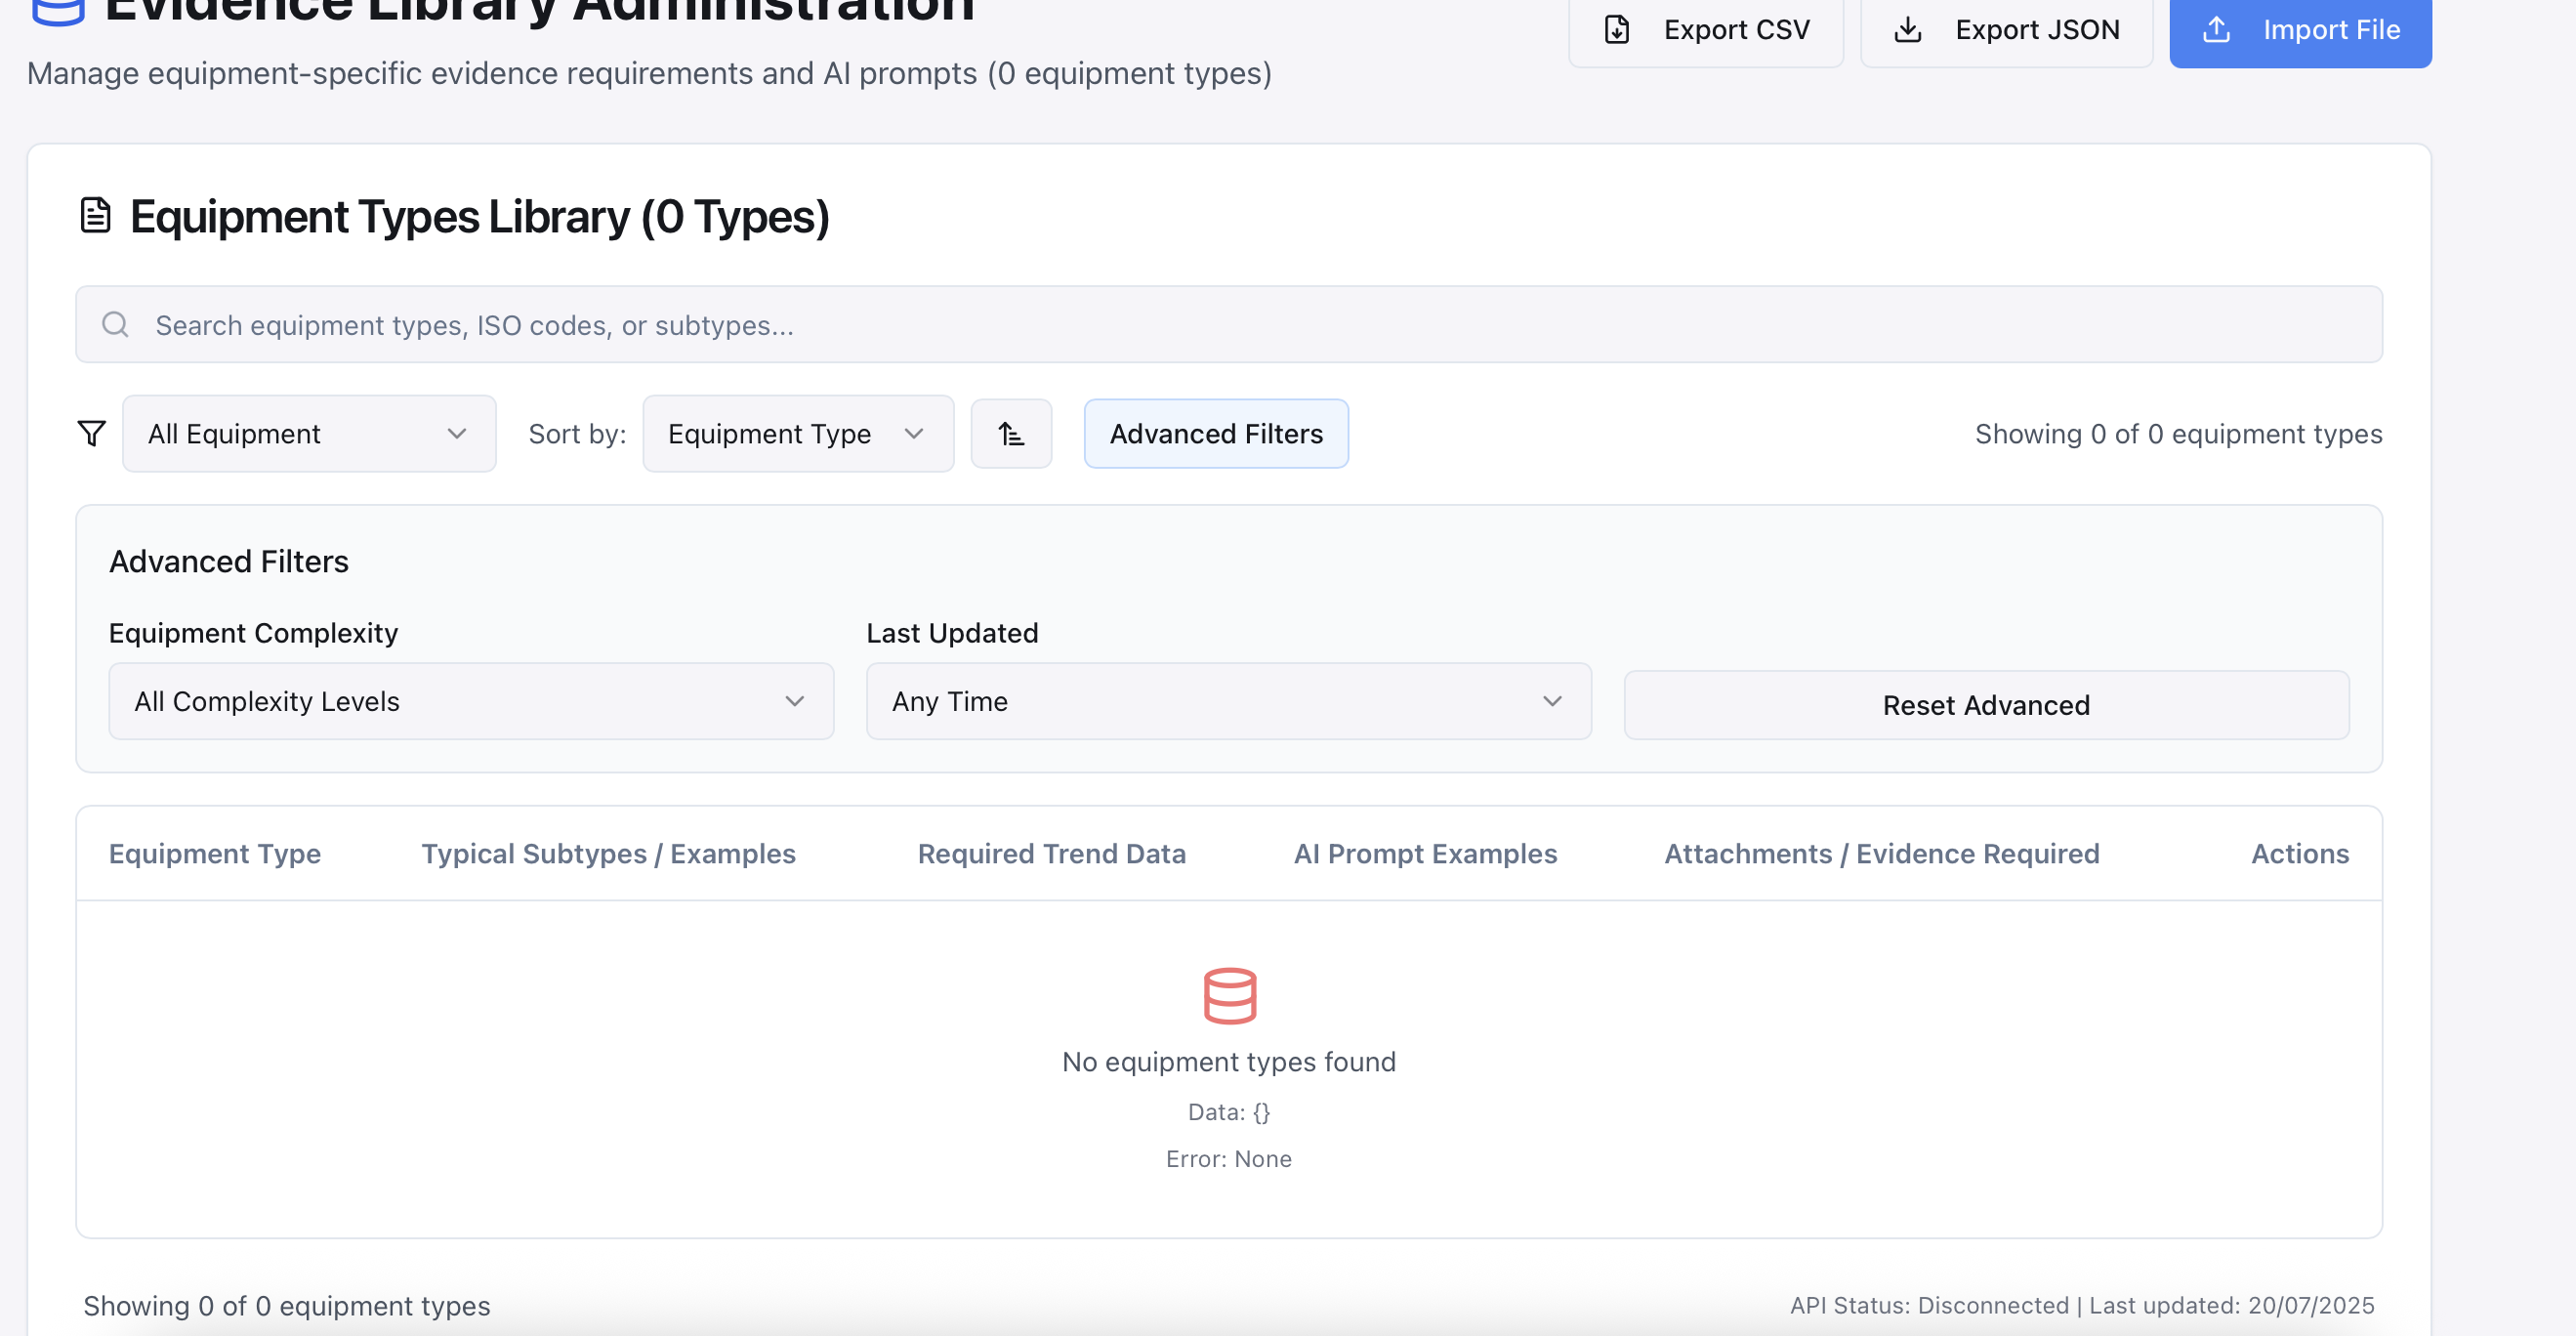 Evidence Library Administration
Export CSV
Export JSON
Import File
Manage equipment-specific evidence requirements and AI prompts (0 equipment types)
Equipment Types Library (0 Types)
Search equipment types, ISO codes, or subtypes...
All Equipment
Sort by:
Equipment Type
Advanced Filters
Showing 0 of 0 equipment types
Advanced Filters
Equipment Complexity
Last Updated
All Complexity Levels
Any Time
Reset Advanced
Equipment Type
Typical Subtypes / Examples
Required Trend Data
AI Prompt Examples
Attachments / Evidence Required
Actions
No equipment types found
Data: {}
Error: None
Showing 0 of 0 equipment types
API Status: Disconnected | Last updated: 20/07/2025